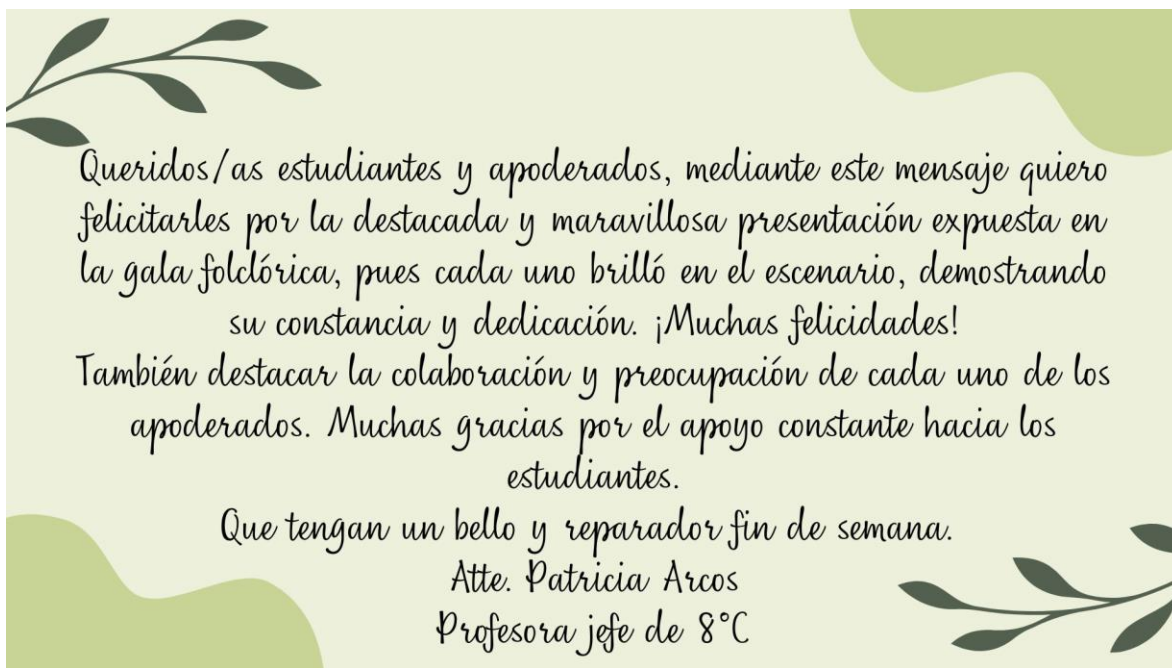 Queridos/as estudiantes y apoderados, mediante este mensaje quiero
felicitarles por la destacada y maravillosa presentación expuesta en
la gala folclórica, pues cada uno brilló en el escenario, demostrando
su constancia y dedicación. ¡Muchas felicidades!
También destacar la colaboración y preocupación de cada uno de los
apoderados. Muchas gracias por el apoyo constante hacia los
estudiantes.
Que tengan un bello y reparador fin de semana.
Atte. Patricia Arcos
Profesora jefe de 8°C